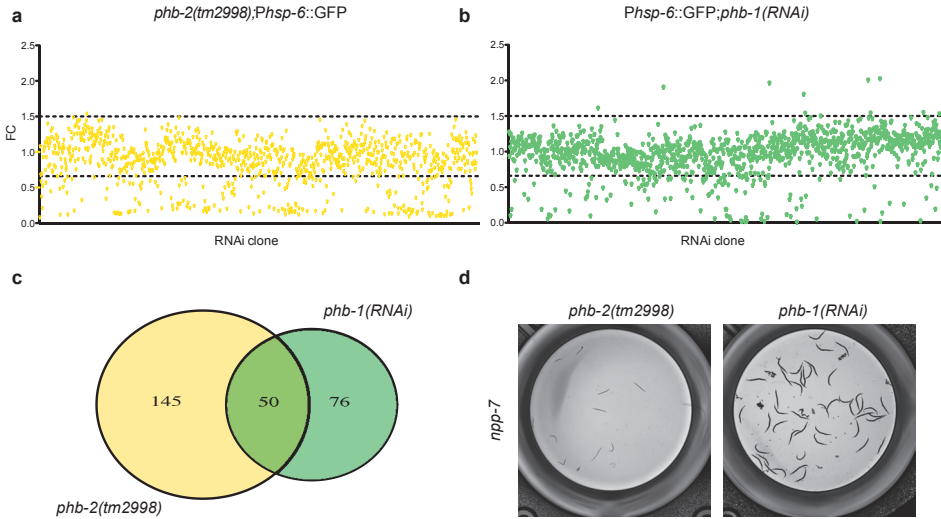 a
phb-2(tm2998);Phsp-6::GFP
2.5
2.0
1.5
1.0
0.5
0.0
FC
RNAi clone
b
Phsp-6::GFP;phb-1(RNAi)
2.5
2.0
1.5
1.0
0.5
0.0
RNAi clone
c
phb-1(RNAi)
145
50
76
phb-2(tm2998)
d
phb-2(tm2998)
phb-1(RNAi)
npp-7